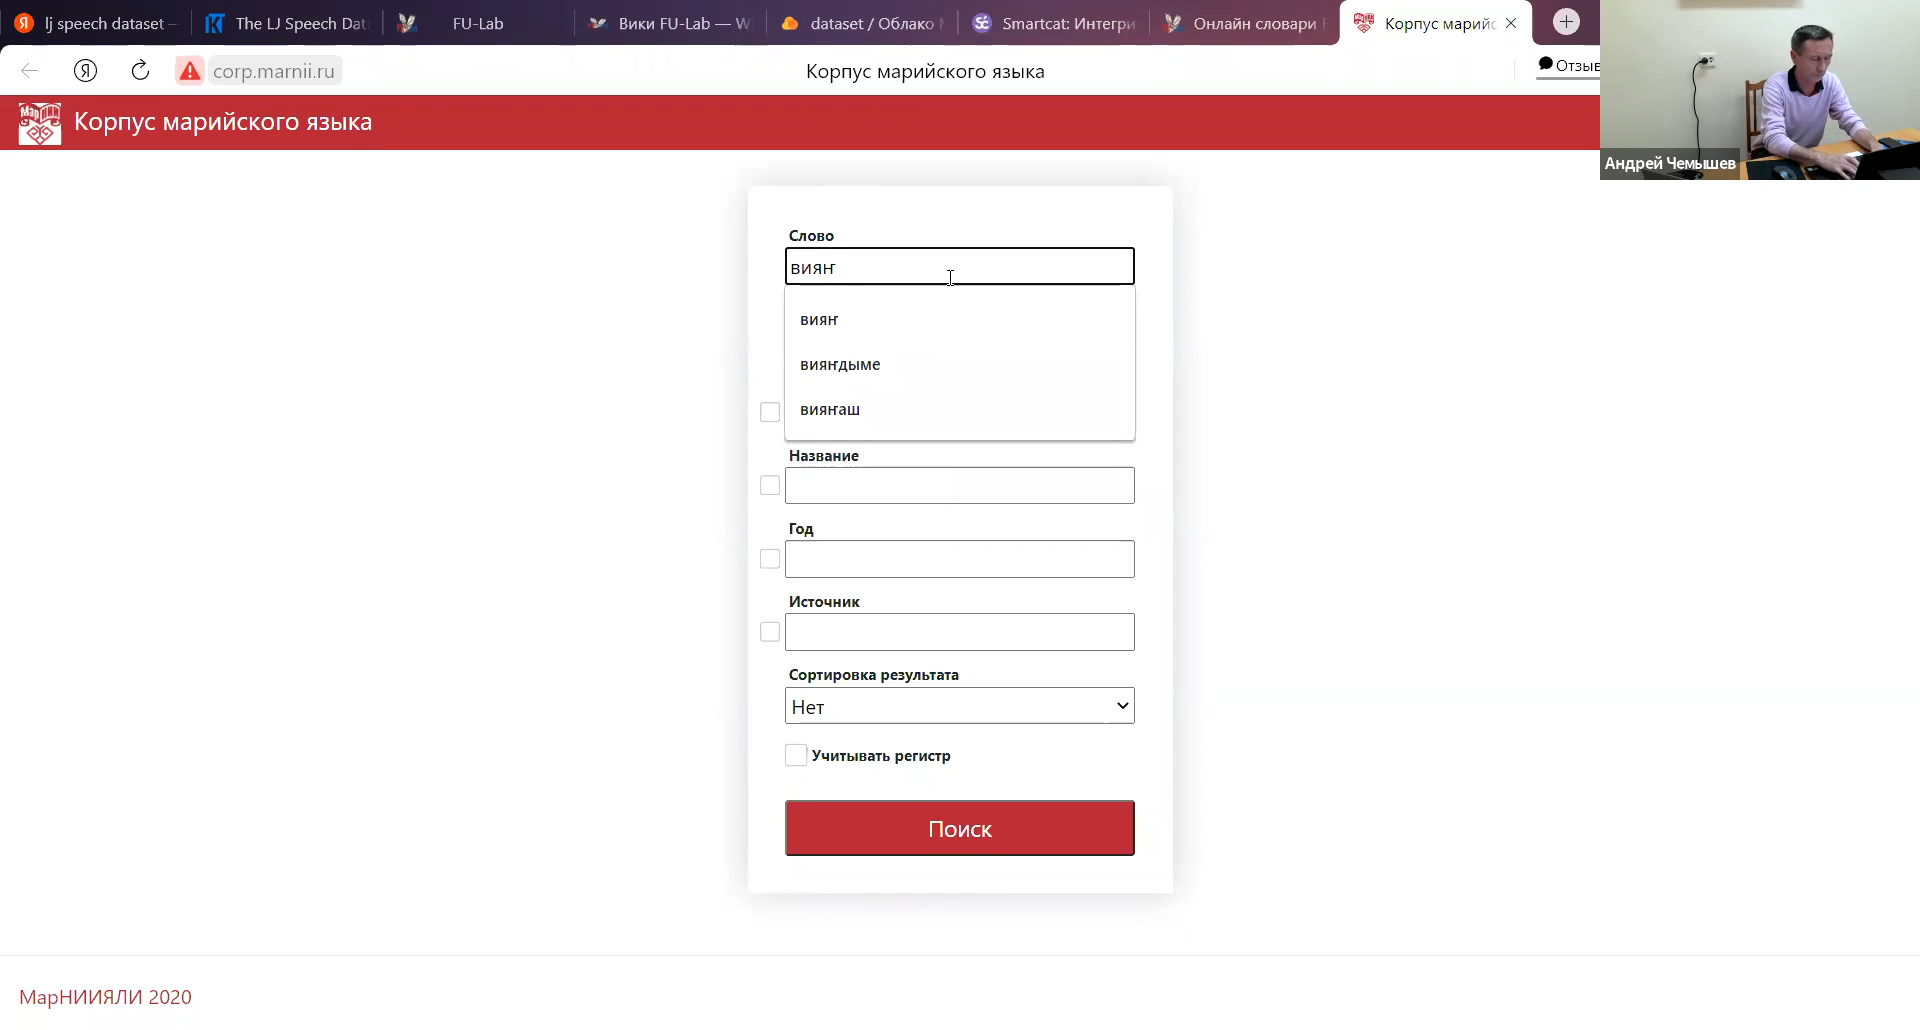 lj speech dataset —
The LJ Speech Dat
FU-Lab
Вики FU-Lab — W
dataset / Облако M
Smartcat: Интегри
Онлайн словари F
Корпус марийс
corp.marnii.ru
Корпус марийского языка
Отзыв
МарНИИ
Корпус марийского языка
Андрей Чемышев
Слово
вияҥ
вияҥ
вияҥдыме
вияҥаш
Название
Год
Источник
Сортировка результата
Нет
Учитывать регистр
Поиск
МарНИИЯЛИ 2020